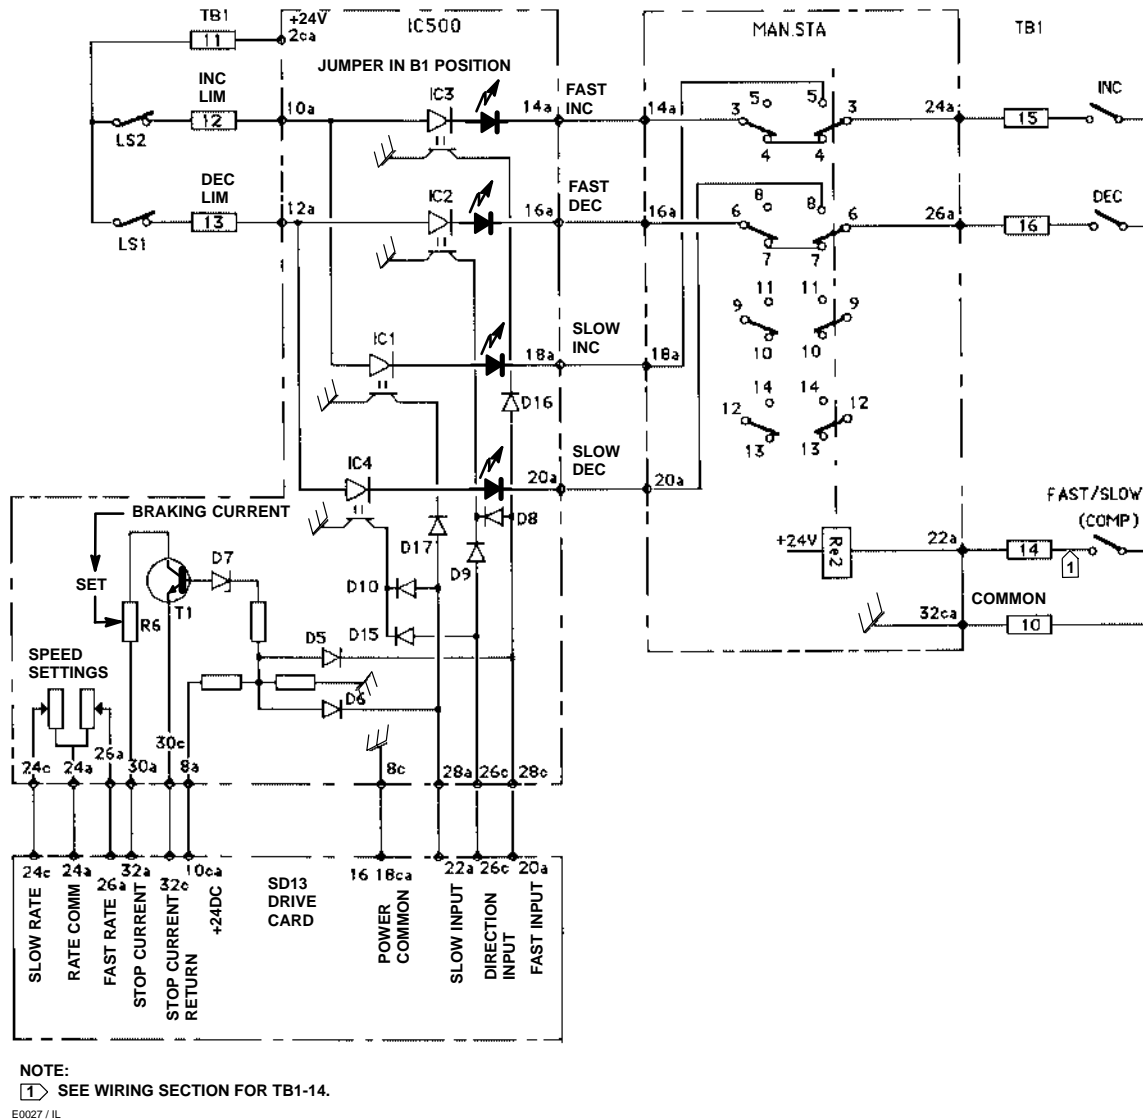 TB1
+24V
2ca
11
IC500
MAN.STA
TB1
JUMPER IN B1 POSITION
INC
LIM
10a
IC3
14a
FAST
INC
14a
3
5
5
3
24a
INC
LS2
12
15
4
4
DEC
LIM
12a
IC2
16a
FAST
DEC
16a
6
8
8
6
26a
DEC
LS1
13
16
7
7
9
11
11
9
10
10
IC1
18a
SLOW
INC
18a
D16
12
14
14
12
13
13
IC4
20a
SLOW
DEC
20a
BRAKING CURRENT
D8
FAST/SLOW
(COMP)
+24V
Re2
22a
14
1
D17
D9
D7
SET
T1
D10
COMMON
32ca
10
R6
D15
D5
SPEED
SETTINGS
D6
30c
26a
24c
24a
30a
8a
8c
28a
26c
28c
24c
24a
26a
32a
32c
10ca
16
18ca
22a
26c
20a
SLOW RATE
RATE COMM
FAST RATE
STOP CURRENT
STOP CURRENT
RETURN
+24DC
SD13
DRIVE
CARD
POWER
COMMON
SLOW INPUT
DIRECTION
INPUT
FAST INPUT
NOTE:
1 SEE WIRING SECTION FOR TB1-14.
E0027 / IL